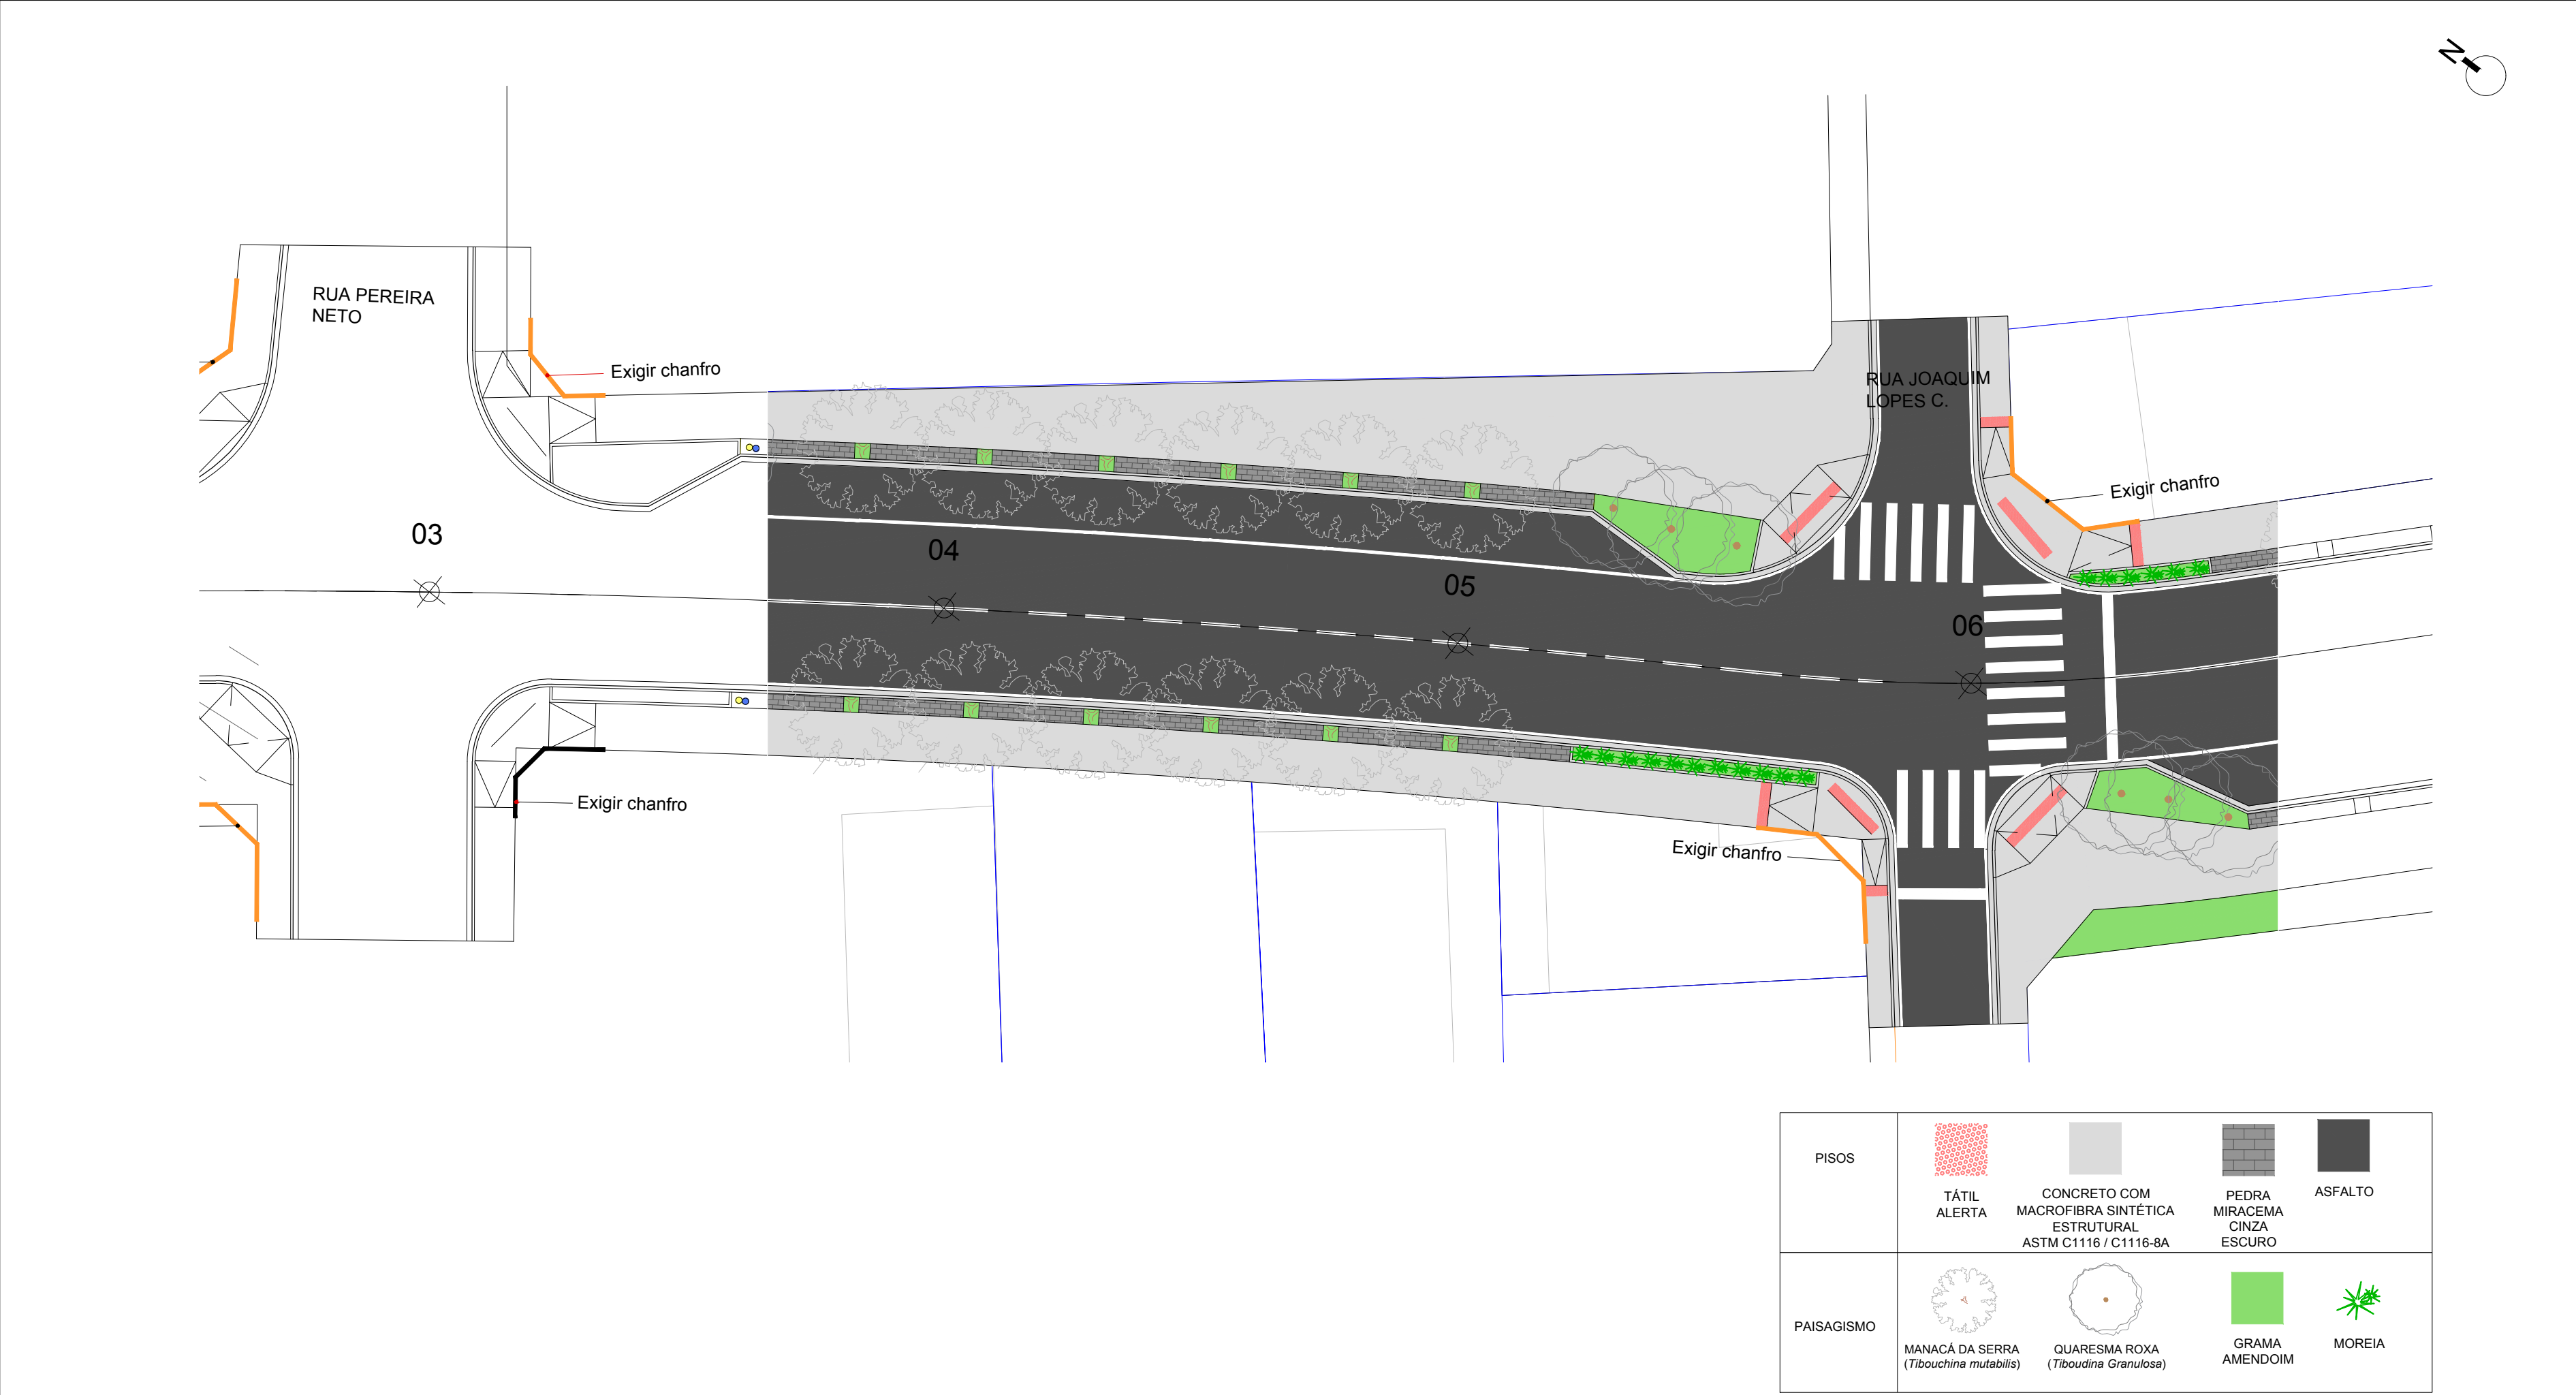 N
RUA PEREIRA
NETO
Exigir chanfro
RUA JOAQUIM
LOPES C.
Exigir chanfro
03
04
05
06
Exigir chanfro
Exigir chanfro
PISOS
TÁTIL
ALERTA
CONCRETO COM
MACROFIBRA SINTÉTICA
ESTRUTURAL
ASTM C1116 / C1116-8A
PEDRA
MIRACEMA
CINZA
ESCURO
ASFALTO
PAISAGISMO
MANACÁ DA SERRA
(Tibouchina mutabilis)
QUARESMA ROXA
(Tiboudina Granulosa)
GRAMA
AMENDOIM
MOREIA